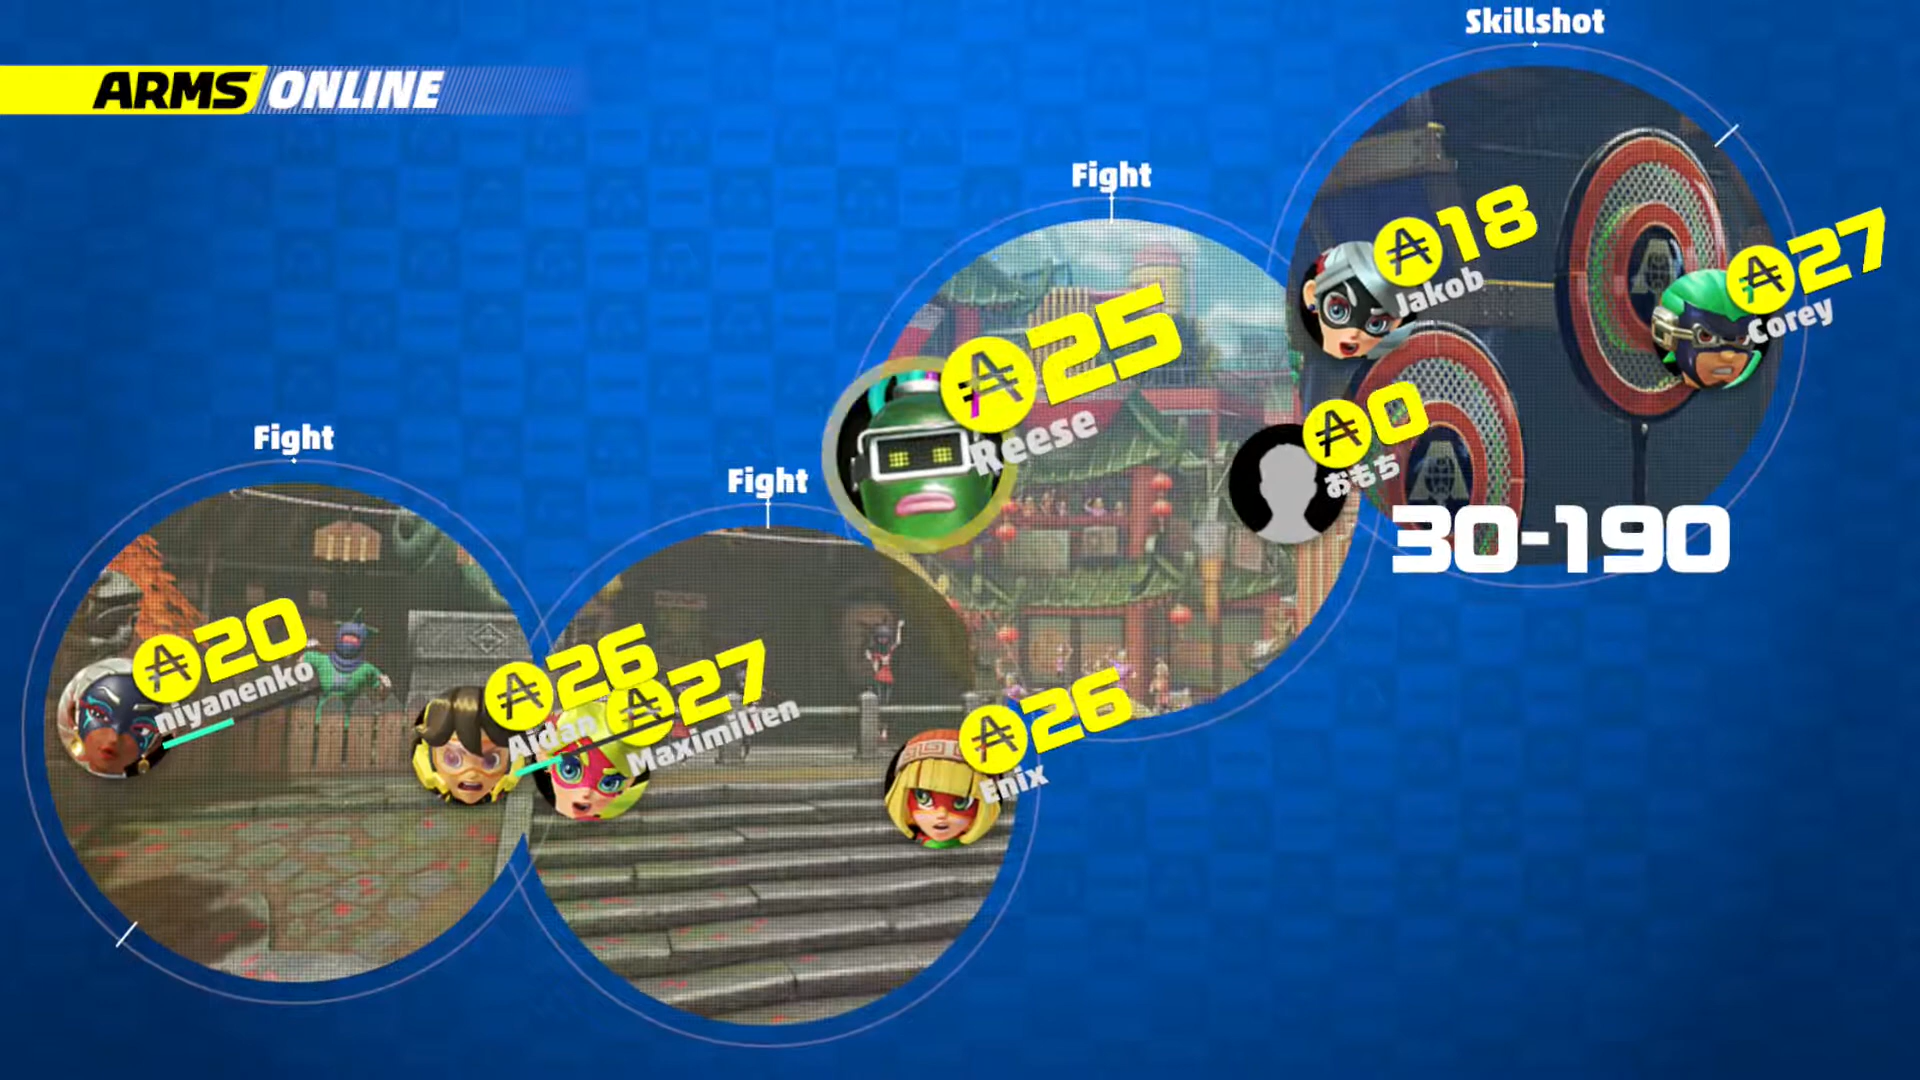 ARMS ONLINE
Skillshot
18
Jakob
27
Corey
Fight
25
Reese
0
おもち
30-190
Fight
20
niyanenko
26
Aidan
Fight
27
Maximilien
26
Enix